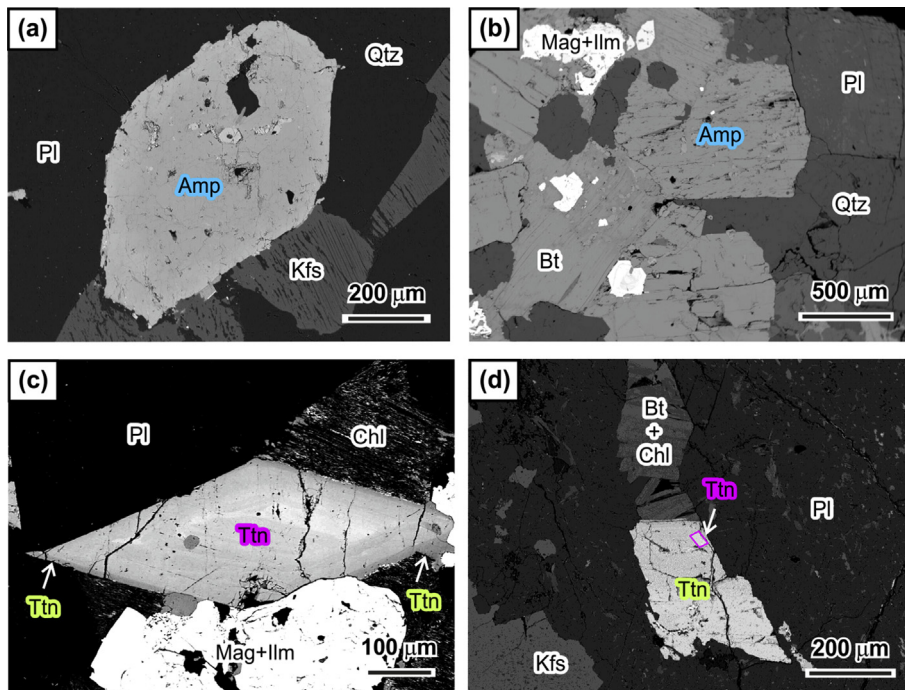 (a)
Qtz
Pl
Amp
Kfs
200 μm
(b)
Mag+Ilm
Pl
Amp
Qtz
Bt
500 μm
(c)
Pl
Chl
Ttn
Ttn
Ttn
Mag+Ilm
100 μm
(d)
Bt
+
Chl
Ttn
Pl
Ttn
Kfs
200 μm